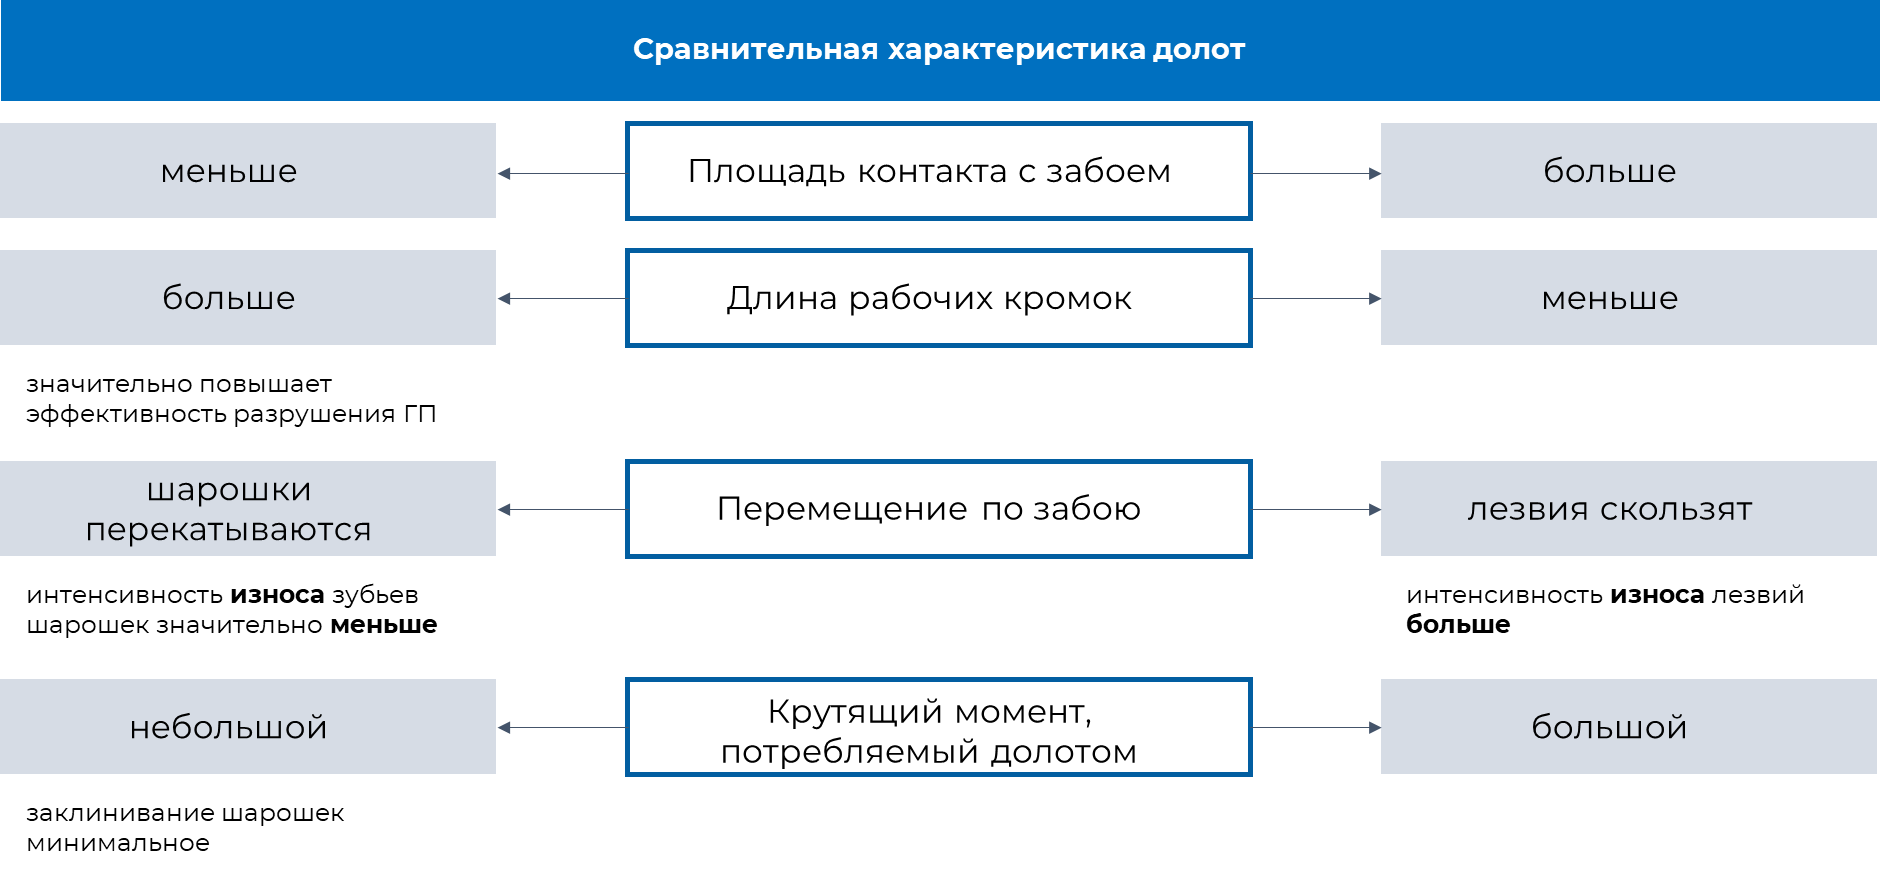 Сравнительная характеристика долот
меньше
Площадь контакта с забоем
больше
больше
Длина рабочих кромок
меньше
значительно повышает
эффективность разрушения ГП
шарошки
перекатываются
Перемещение по забою
лезвия скользят
интенсивность износа зубьев
шарошек значительно меньше
интенсивность износа лезвий
больше
небольшой
Крутящий момент,
потребляемый долотом
большой
заклинивание шарошек
минимальное